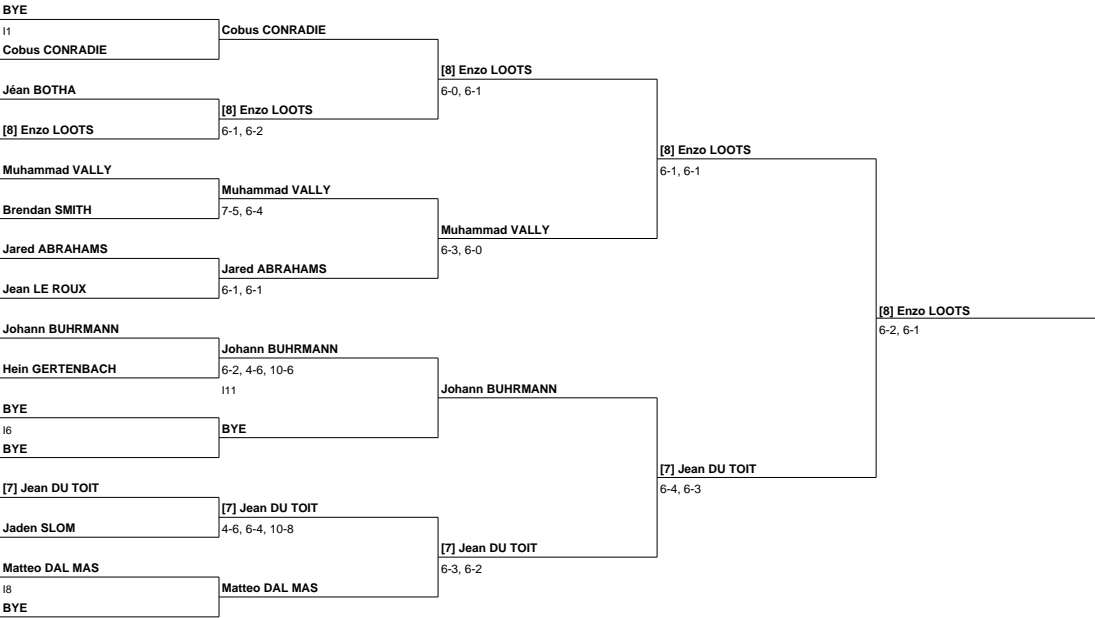 BYE
I1
Cobus CONRADIE
Jéan BOTHA
[8] Enzo LOOTS
Muhammad VALLY
Brendan SMITH
Jared ABRAHAMS
Jean LE ROUX
Johann BUHRMANN
Hein GERTENBACH
BYE
I6
BYE
[7] Jean DU TOIT
Jaden SLOM
Matteo DAL MAS
I8
BYE
Cobus CONRADIE
[8] Enzo LOOTS
6-1, 6-2
Muhammad VALLY
7-5, 6-4
Jared ABRAHAMS
6-1, 6-1
Johann BUHRMANN
6-2, 4-6, 10-6
I11
BYE
[7] Jean DU TOIT
4-6, 6-4, 10-8
Matteo DAL MAS
[8] Enzo LOOTS
6-0, 6-1
Muhammad VALLY
6-3, 6-0
Johann BUHRMANN
[7] Jean DU TOIT
6-3, 6-2
[8] Enzo LOOTS
6-1, 6-1
[7] Jean DU TOIT
6-4, 6-3
[8] Enzo LOOTS
6-2, 6-1